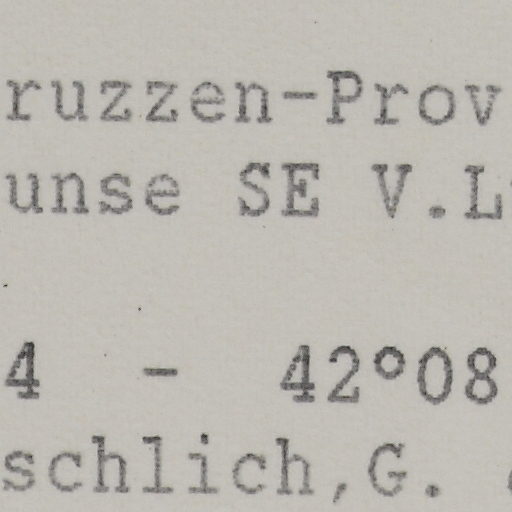 ruzzen-Prov
unse SE V.L
4 - 42°08
schlich,G.